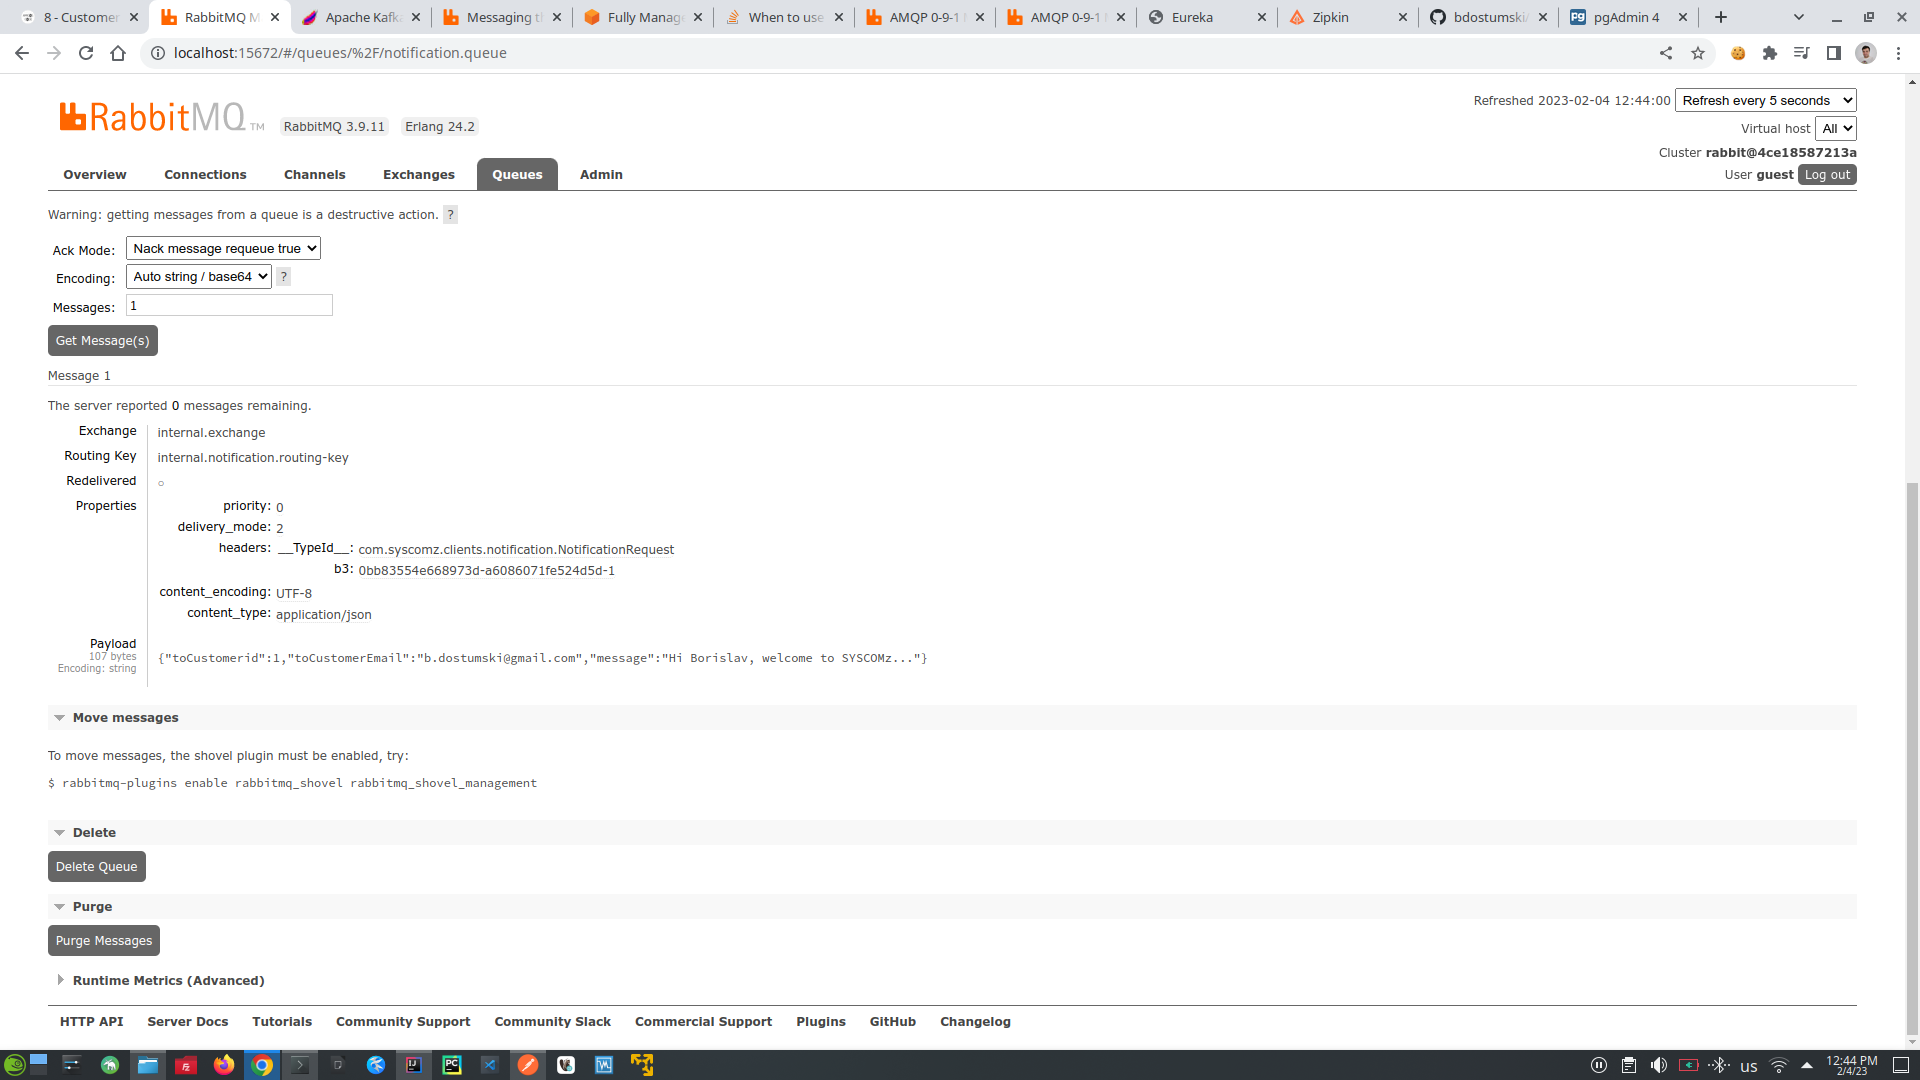 8 - Customer
RabbitMQ M
Apache Kafk
Messaging t
Fully Manag
When to use
AMQP 0-9-1
AMQP 0-9-1
Eureka
Zipkin
bdostumski
pgAdmin 4
localhost:15672/#/queues/%2F/notification.queue
RabbitMQ TM
RabbitMQ 3.9.11 Erlang 24.2
Refreshed 2023-02-04 12:44:00 Refresh every 5 seconds
Virtual host All
Cluster rabbit@4ce18587213a
User guest Log out
Overview Connections Channels Exchanges Queues Admin
Warning: getting messages from a queue is a destructive action. ?
Ack Mode: Nack message requeue true
Encoding: Auto string / base64 ?
Messages: 1
Get Message(s)
Message 1
The server reported 0 messages remaining.
Exchange internal.exchange
Routing Key internal.notification.routing-key
Redelivered ○
Properties priority: 0
delivery_mode: 2
headers: __TypeId__: com.syscomz.clients.notification.NotificationRequest
b3: 0bb83554e668973d-a6086071fe524d5d-1
content_encoding: UTF-8
content_type: application/json
Payload
107 bytes
Encoding: string
{"toCustomerid":1,"toCustomerEmail":"b.dostumski@gmail.com","message":"Hi Borislav, welcome to SYSCOMz..."}
Move messages
To move messages, the shovel plugin must be enabled, try:
$ rabbitmq-plugins enable rabbitmq_shovel rabbitmq_shovel_management
Delete
Delete Queue
Purge
Purge Messages
Runtime Metrics (Advanced)
HTTP API Server Docs Tutorials Community Support Community Slack Commercial Support Plugins GitHub Changelog
us
12:44 PM
2/4/23